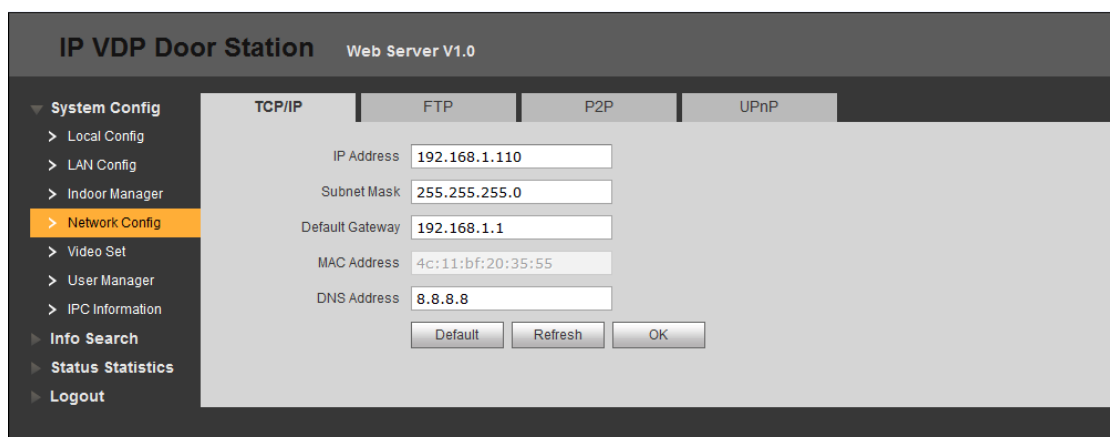 IP VDP Door Station Web Server V1.0
System Config
Local Config
LAN Config
Indoor Manager
Network Config
Video Set
User Manager
IPC Information
Info Search
Status Statistics
Logout
TCP/IP FTP P2P UPnP
IP Address 192.168.1.110
Subnet Mask 255.255.255.0
Default Gateway 192.168.1.1
MAC Address 4c:11:bf:20:35:55
DNS Address 8.8.8.8
Default Refresh OK